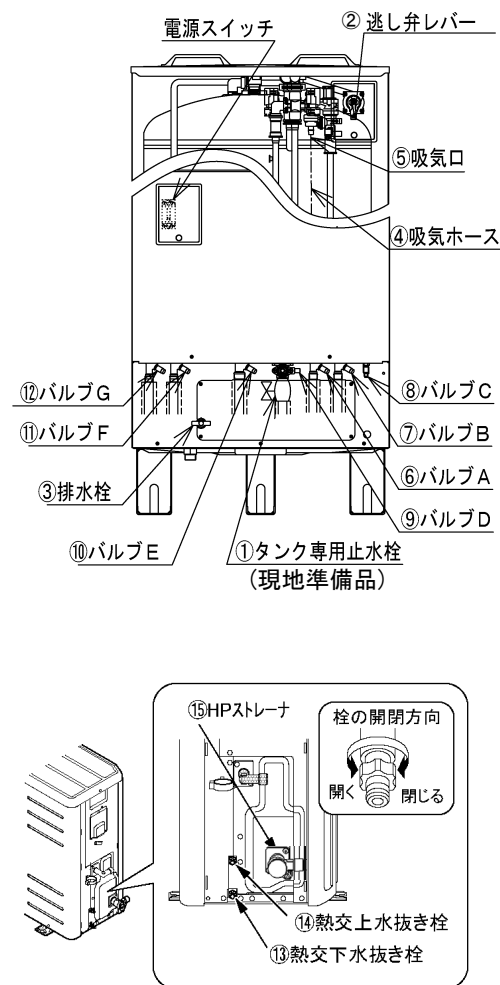 電源スイッチ
② 逃し弁レバー
⑤吸気口
④吸気ホース
⑫バルブG
⑪バルブF
③排水栓
⑩バルブE
①タンク専用止水栓
(現地準備品)
⑧バルブC
⑦バルブB
⑥バルブA
⑨バルブD
⑮HPストレーナ
栓の開閉方向
開く
閉じる
⑭熱交上水抜き栓
⑬熱交下水抜き栓